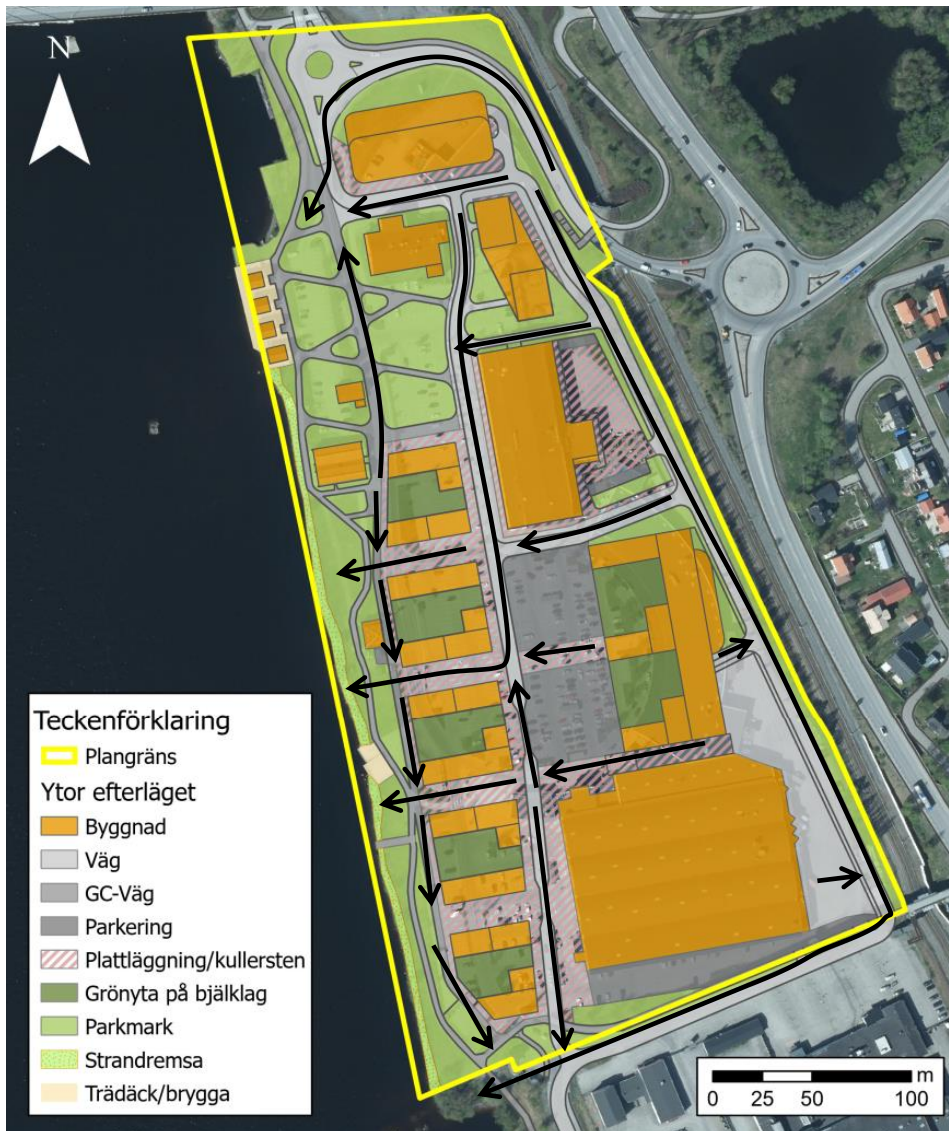 N
Teckenförklaring
Plangräns
Ytor efterläget
Byggnad
Väg
GC-Väg
Parkering
Plattläggning/kullersten
Grönyta på bjälklag
Parkmark
Strandremsa
Trädäck/brygga
m
0 25 50 100